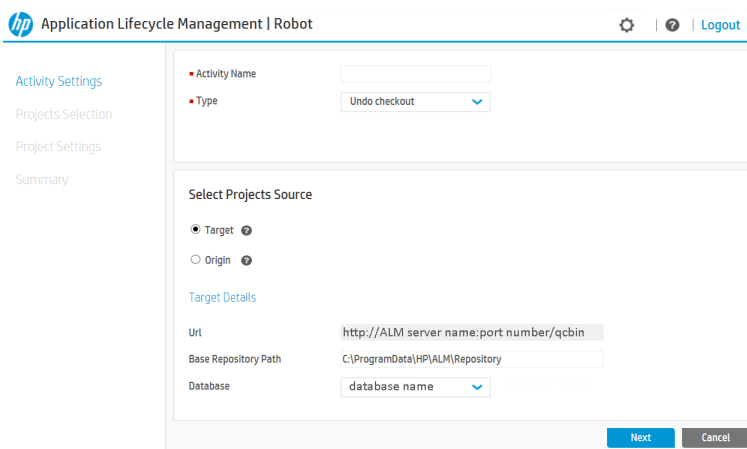 hp Application Lifecycle Management | Robot
? | Logout
Activity Settings
Projects Selection
Project Settings
Summary
Activity Name
Type Undo checkout
Select Projects Source
Target ?
Origin ?
Target Details
Url http://ALM server name:port number/qcbin
Base Repository Path C:\ProgramData\HP\ALM\Repository
Database database name
Next Cancel